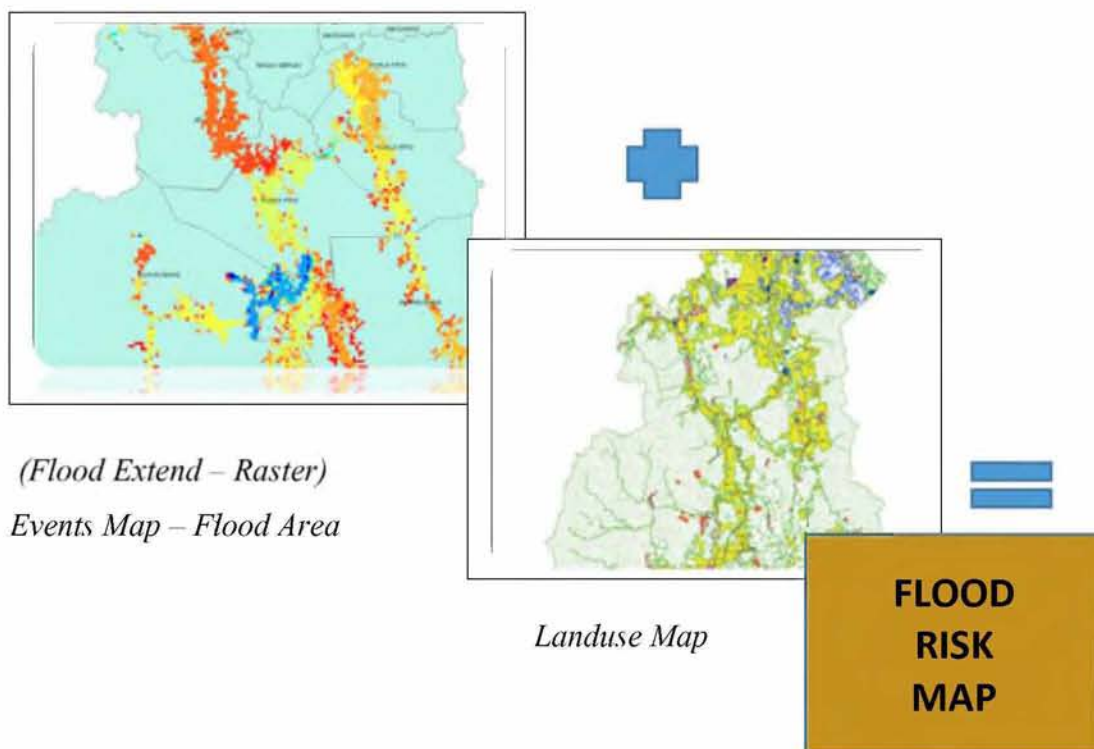 (Flood Extend – Raster)
Events Map – Flood Area
Landuse Map
FLOOD
RISK
MAP